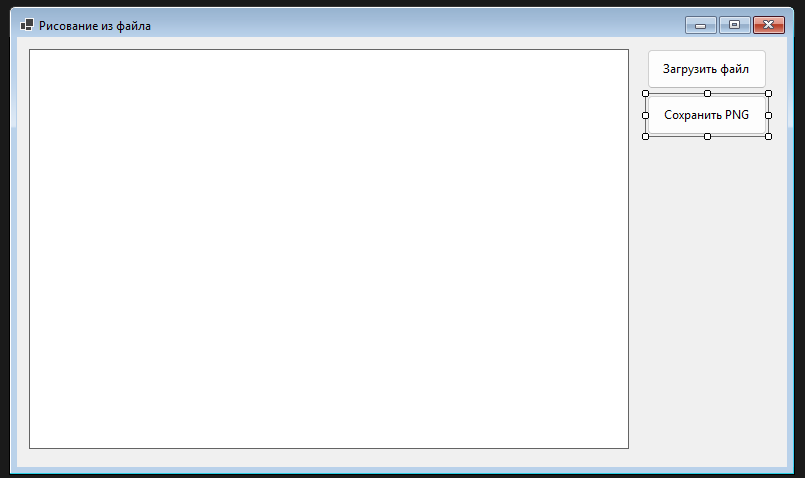 Рисование из файла
Загрузить файл
Сохранить PNG